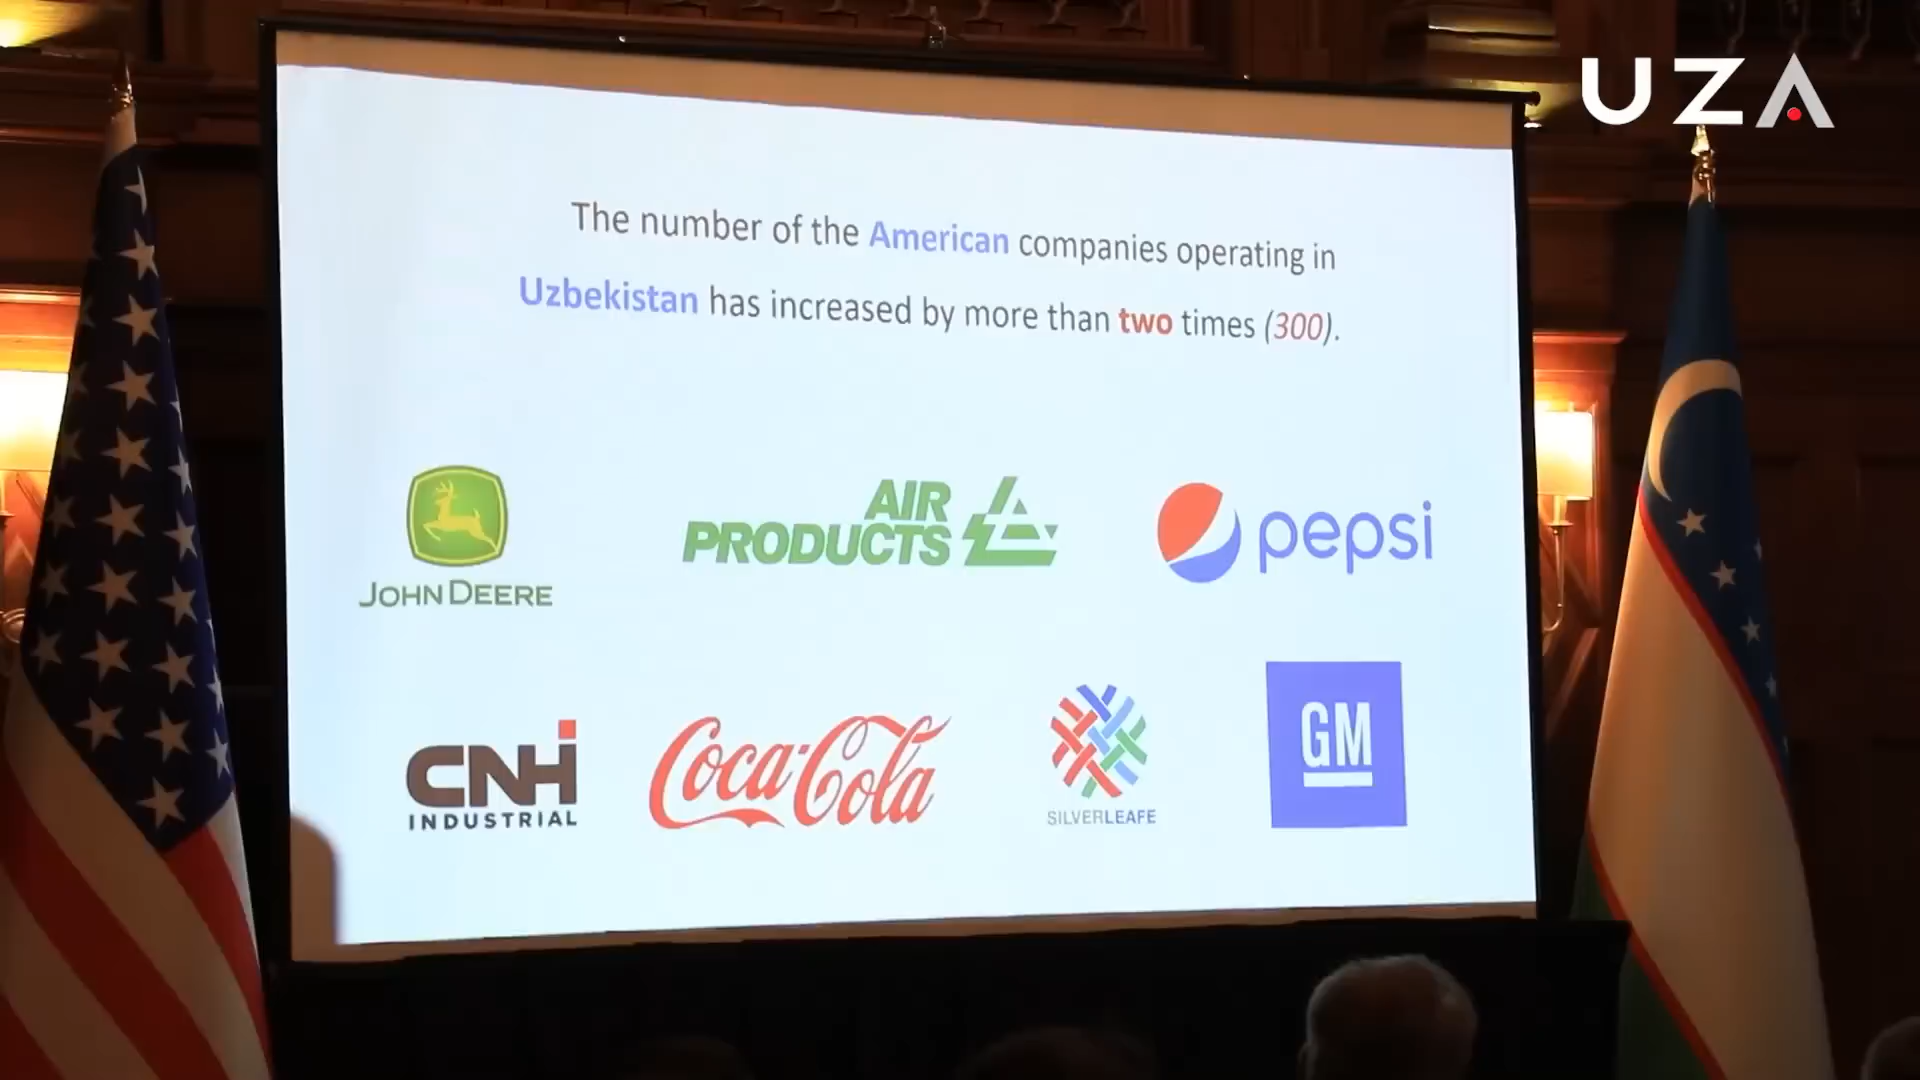 UZA
The number of the American companies operating in
Uzbekistan has increased by more than two times (300).
JOHN DEERE
AIR
PRODUCTS
pepsi
CNH
INDUSTRIAL
Coca-Cola
SILVERLEAFE
GM